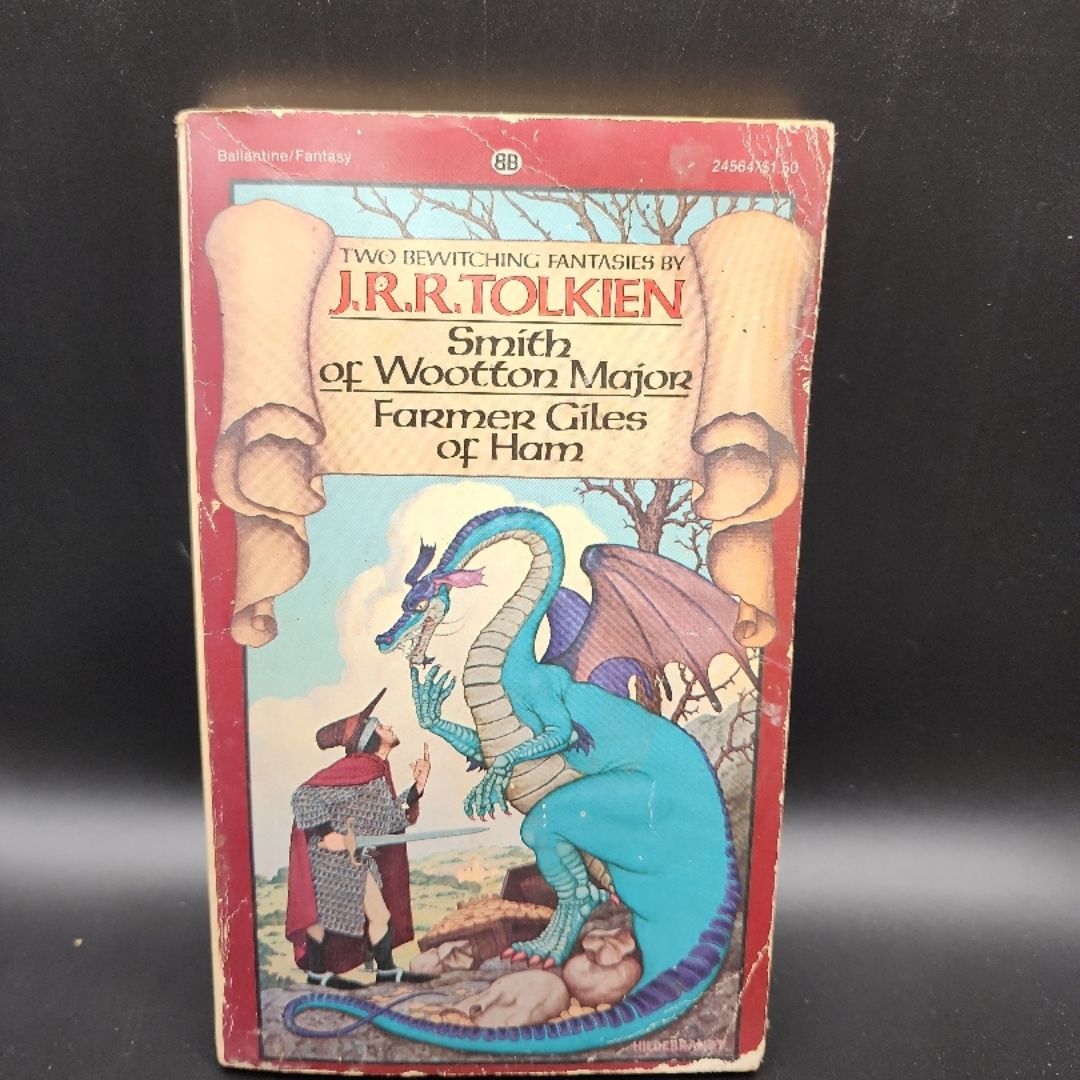 Ballantine/Fantasy
BB
24564/$1.50
TWO BEWITCHING FANTASIES BY
J.R.R. TOLKIEN
Smith
of Wootton Major
Farmer Giles
of Ham
HILDEBRANDT